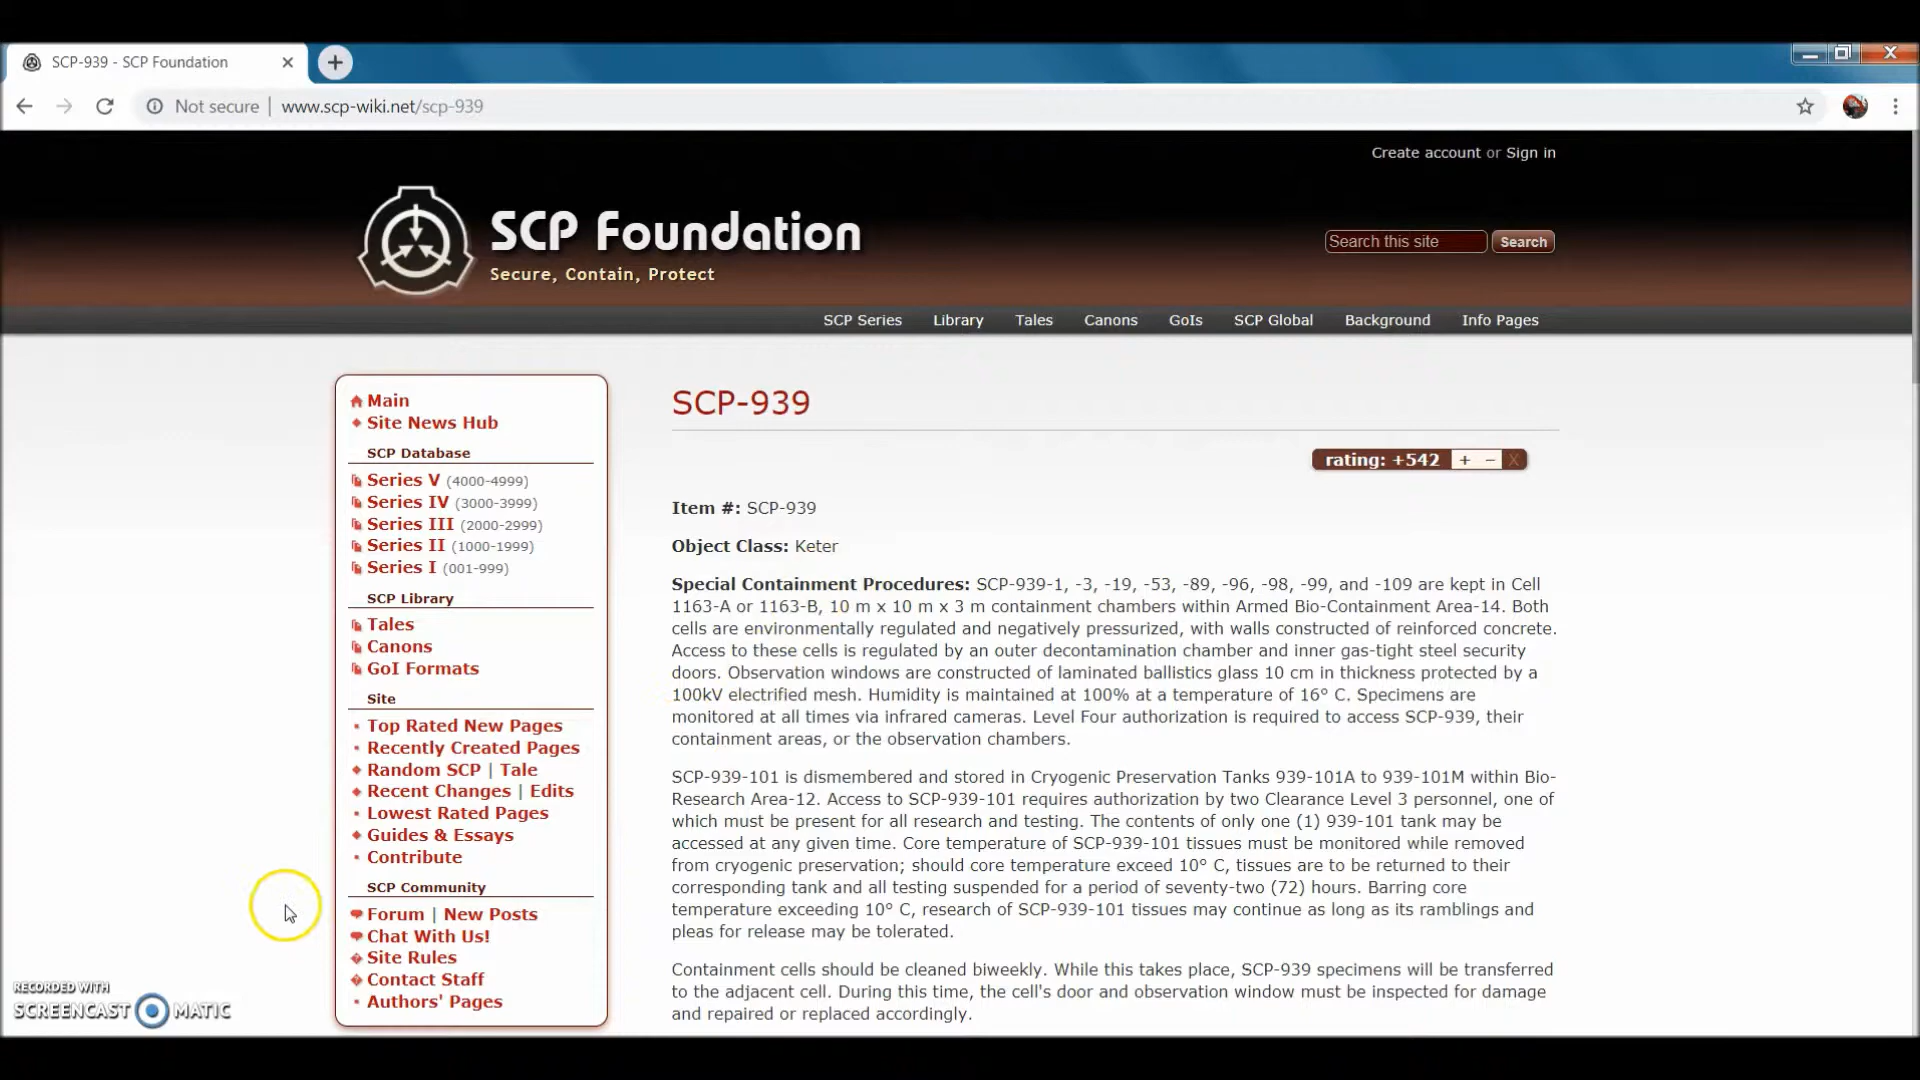 SCP-939 - SCP Foundation
Not secure | www.scp-wiki.net/scp-939
Create account or Sign in
SCP Foundation
Secure, Contain, Protect
Search this site Search
SCP Series Library Tales Canons GoIs SCP Global Background Info Pages
Main
Site News Hub
SCP Database
Series V (4000-4999)
Series IV (3000-3999)
Series III (2000-2999)
Series II (1000-1999)
Series I (001-999)
SCP Library
Tales
Canons
GoI Formats
Site
Top Rated New Pages
Recently Created Pages
Random SCP | Tale
Recent Changes | Edits
Lowest Rated Pages
Guides & Essays
Contribute
SCP Community
Forum | New Posts
Chat With Us!
Site Rules
Contact Staff
Authors' Pages
SCP-939
rating: +542 + − X
Item #: SCP-939
Object Class: Keter
Special Containment Procedures: SCP-939-1, -3, -19, -53, -89, -96, -98, -99, and -109 are kept in Cell
1163-A or 1163-B, 10 m x 10 m x 3 m containment chambers within Armed Bio-Containment Area-14. Both
cells are environmentally regulated and negatively pressurized, with walls constructed of reinforced concrete.
Access to these cells is regulated by an outer decontamination chamber and inner gas-tight steel security
doors. Observation windows are constructed of laminated ballistics glass 10 cm in thickness protected by a
100kV electrified mesh. Humidity is maintained at 100% at a temperature of 16° C. Specimens are
monitored at all times via infrared cameras. Level Four authorization is required to access SCP-939, their
containment areas, or the observation chambers.
SCP-939-101 is dismembered and stored in Cryogenic Preservation Tanks 939-101A to 939-101M within Bio-
Research Area-12. Access to SCP-939-101 requires authorization by two Clearance Level 3 personnel, one of
which must be present for all research and testing. The contents of only one (1) 939-101 tank may be
accessed at any given time. Core temperature of SCP-939-101 tissues must be monitored while removed
from cryogenic preservation; should core temperature exceed 10° C, tissues are to be returned to their
corresponding tank and all testing suspended for a period of seventy-two (72) hours. Barring core
temperature exceeding 10° C, research of SCP-939-101 tissues may continue as long as its ramblings and
pleas for release may be tolerated.
Containment cells should be cleaned biweekly. While this takes place, SCP-939 specimens will be transferred
to the adjacent cell. During this time, the cell's door and observation window must be inspected for damage
and repaired or replaced accordingly.
RECORDED WITH
SCREENCAST MATIC